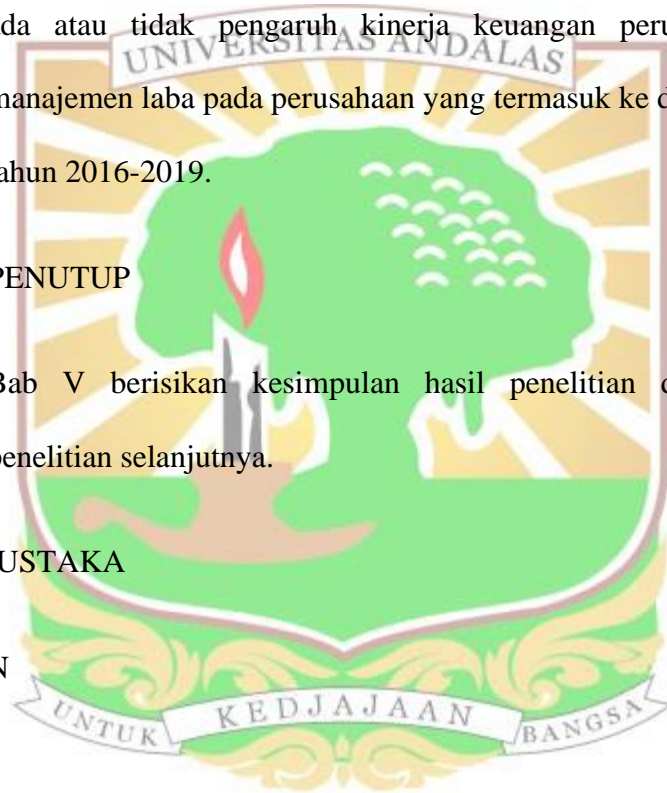 da atau tidak pengaruh kinerja keuangan peru
UNIVERSITAS ANDALAS
manajemen laba pada perusahaan yang termasuk ke d
tahun 2016-2019.
PENUTUP
Bab V berisikan kesimpulan hasil penelitian d
penelitian selanjutnya.
USTAKA
N
UNTUK KEDJAJAAN BANGSA